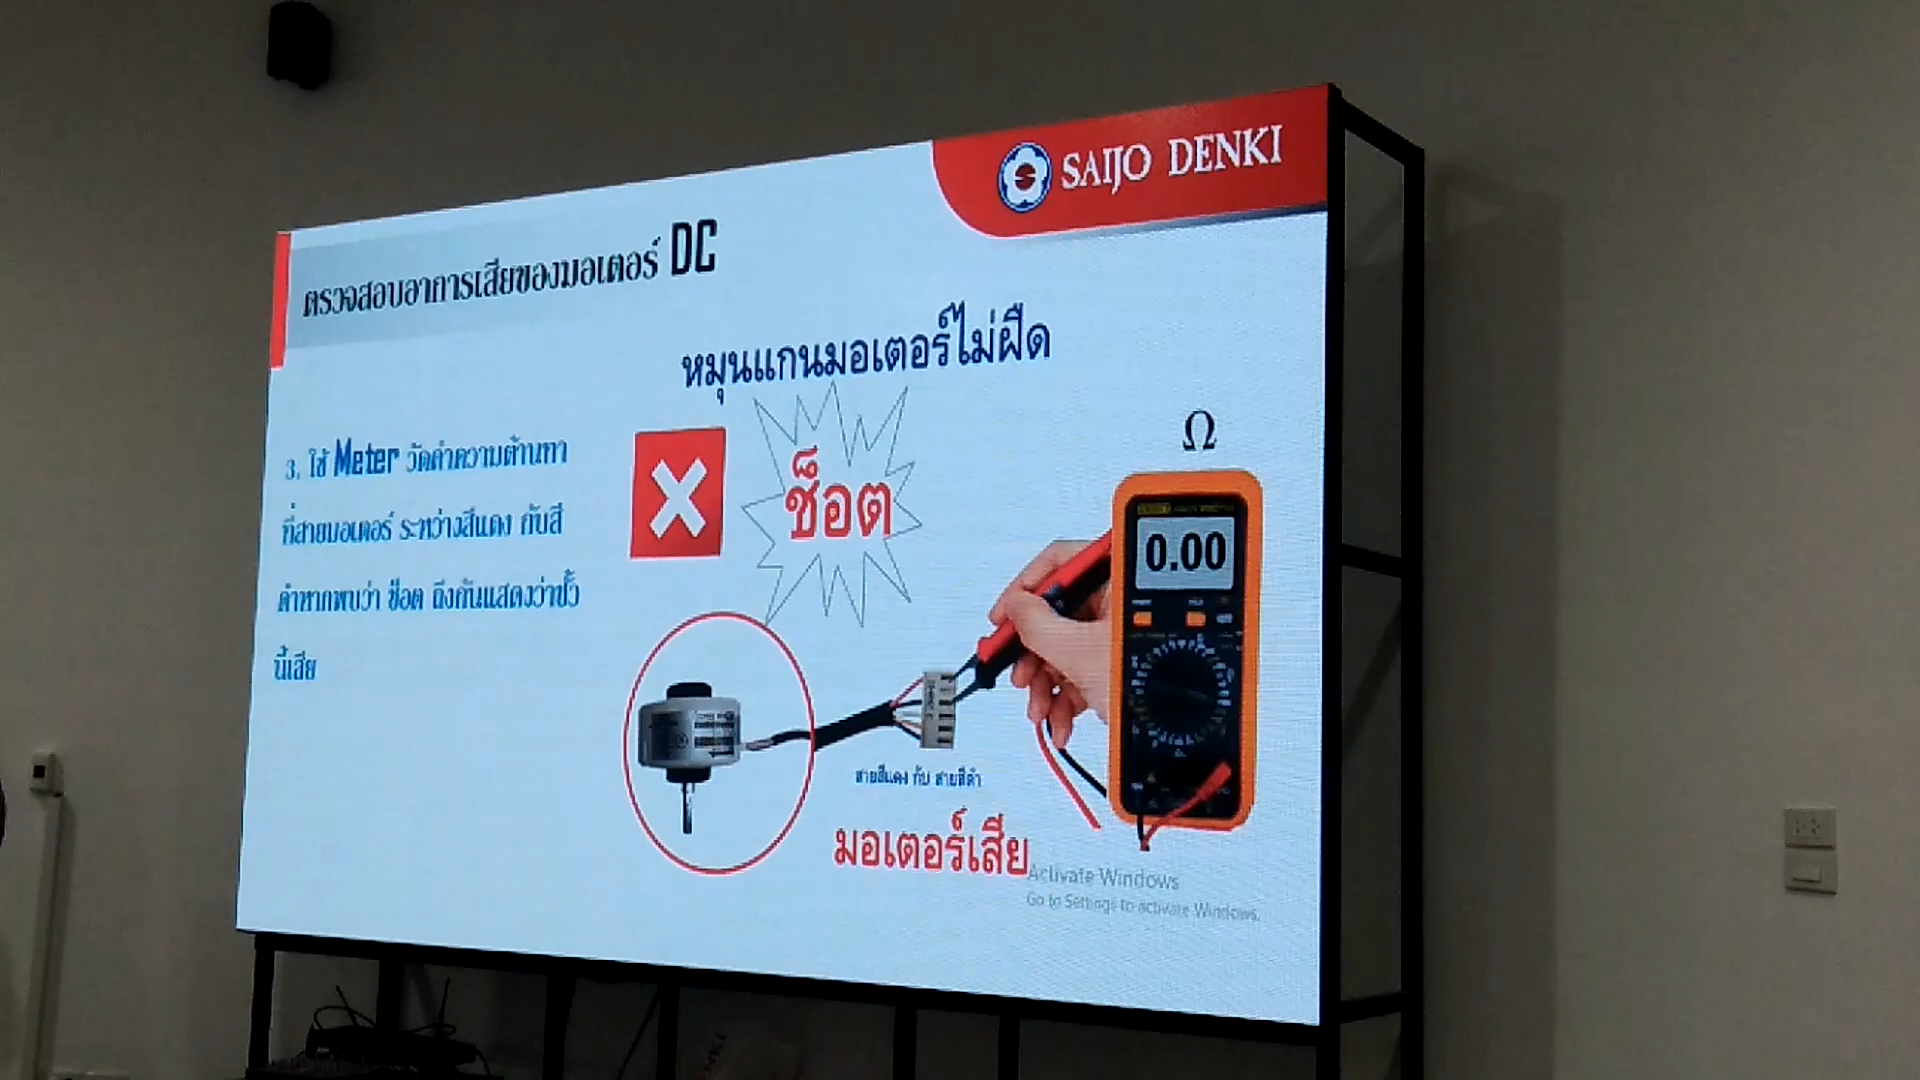 SAIJO DENKI
ตรวจสอบอาการเสียของมอเตอร์ DC
หมุนแกนมอเตอร์ไม่ฝืด
3. ใช้ Meter วัดค่าความต้านทา
ที่สายมอเตอร์ ระหว่างสีแดง กับสี
ดำหากพบว่า ช็อต ถึงกันแสดงว่าขั้ว
นี้เสีย
ช็อต
Ω
0.00
สายสีแดง กับ สายสีดำ
มอเตอร์เสีย
Activate Windows
Go to Settings to activate Windows.